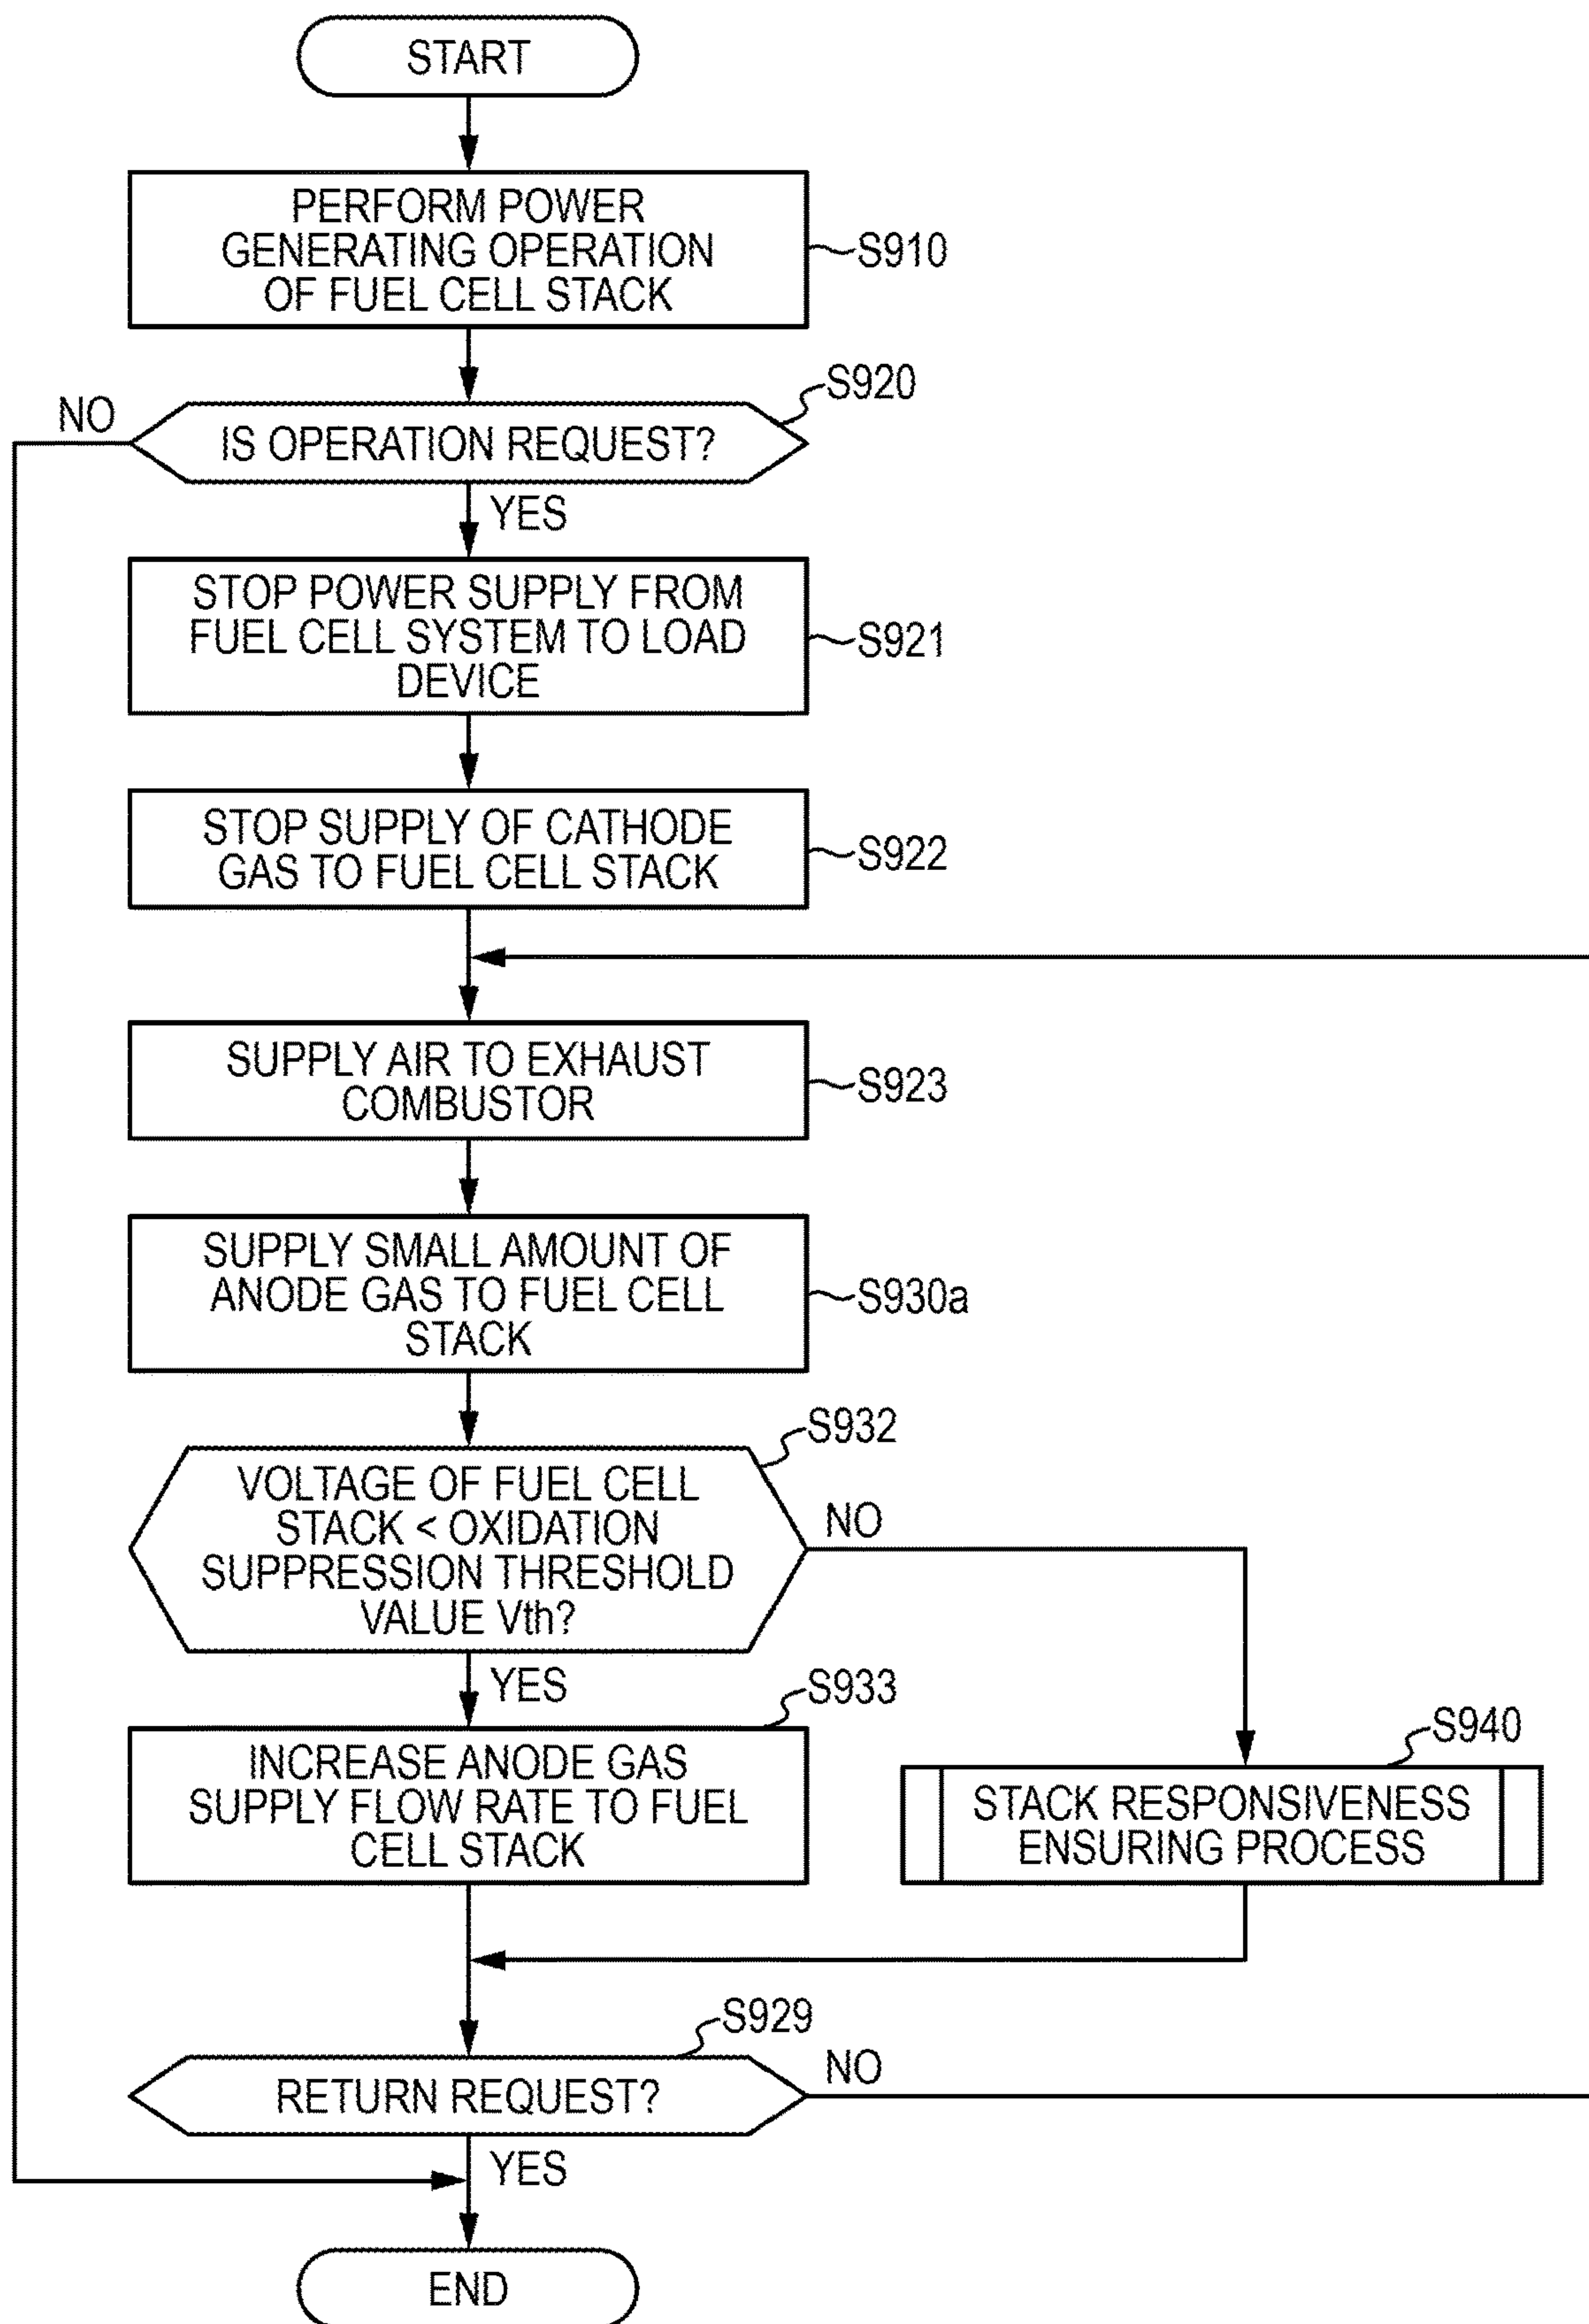 START
PERFORM POWER
GENERATING OPERATION
OF FUEL CELL STACK
S910
S920
NO
IS OPERATION REQUEST?
YES
STOP POWER SUPPLY FROM
FUEL CELL SYSTEM TO LOAD
DEVICE
S921
STOP SUPPLY OF CATHODE
GAS TO FUEL CELL STACK
S922
SUPPLY AIR TO EXHAUST
COMBUSTOR
S923
SUPPLY SMALL AMOUNT OF
ANODE GAS TO FUEL CELL
STACK
S930a
S932
VOLTAGE OF FUEL CELL
STACK < OXIDATION
SUPPRESSION THRESHOLD
VALUE Vth?
NO
YES
S933
INCREASE ANODE GAS
SUPPLY FLOW RATE TO FUEL
CELL STACK
S940
STACK RESPONSIVENESS
ENSURING PROCESS
S929
RETURN REQUEST?
NO
YES
END